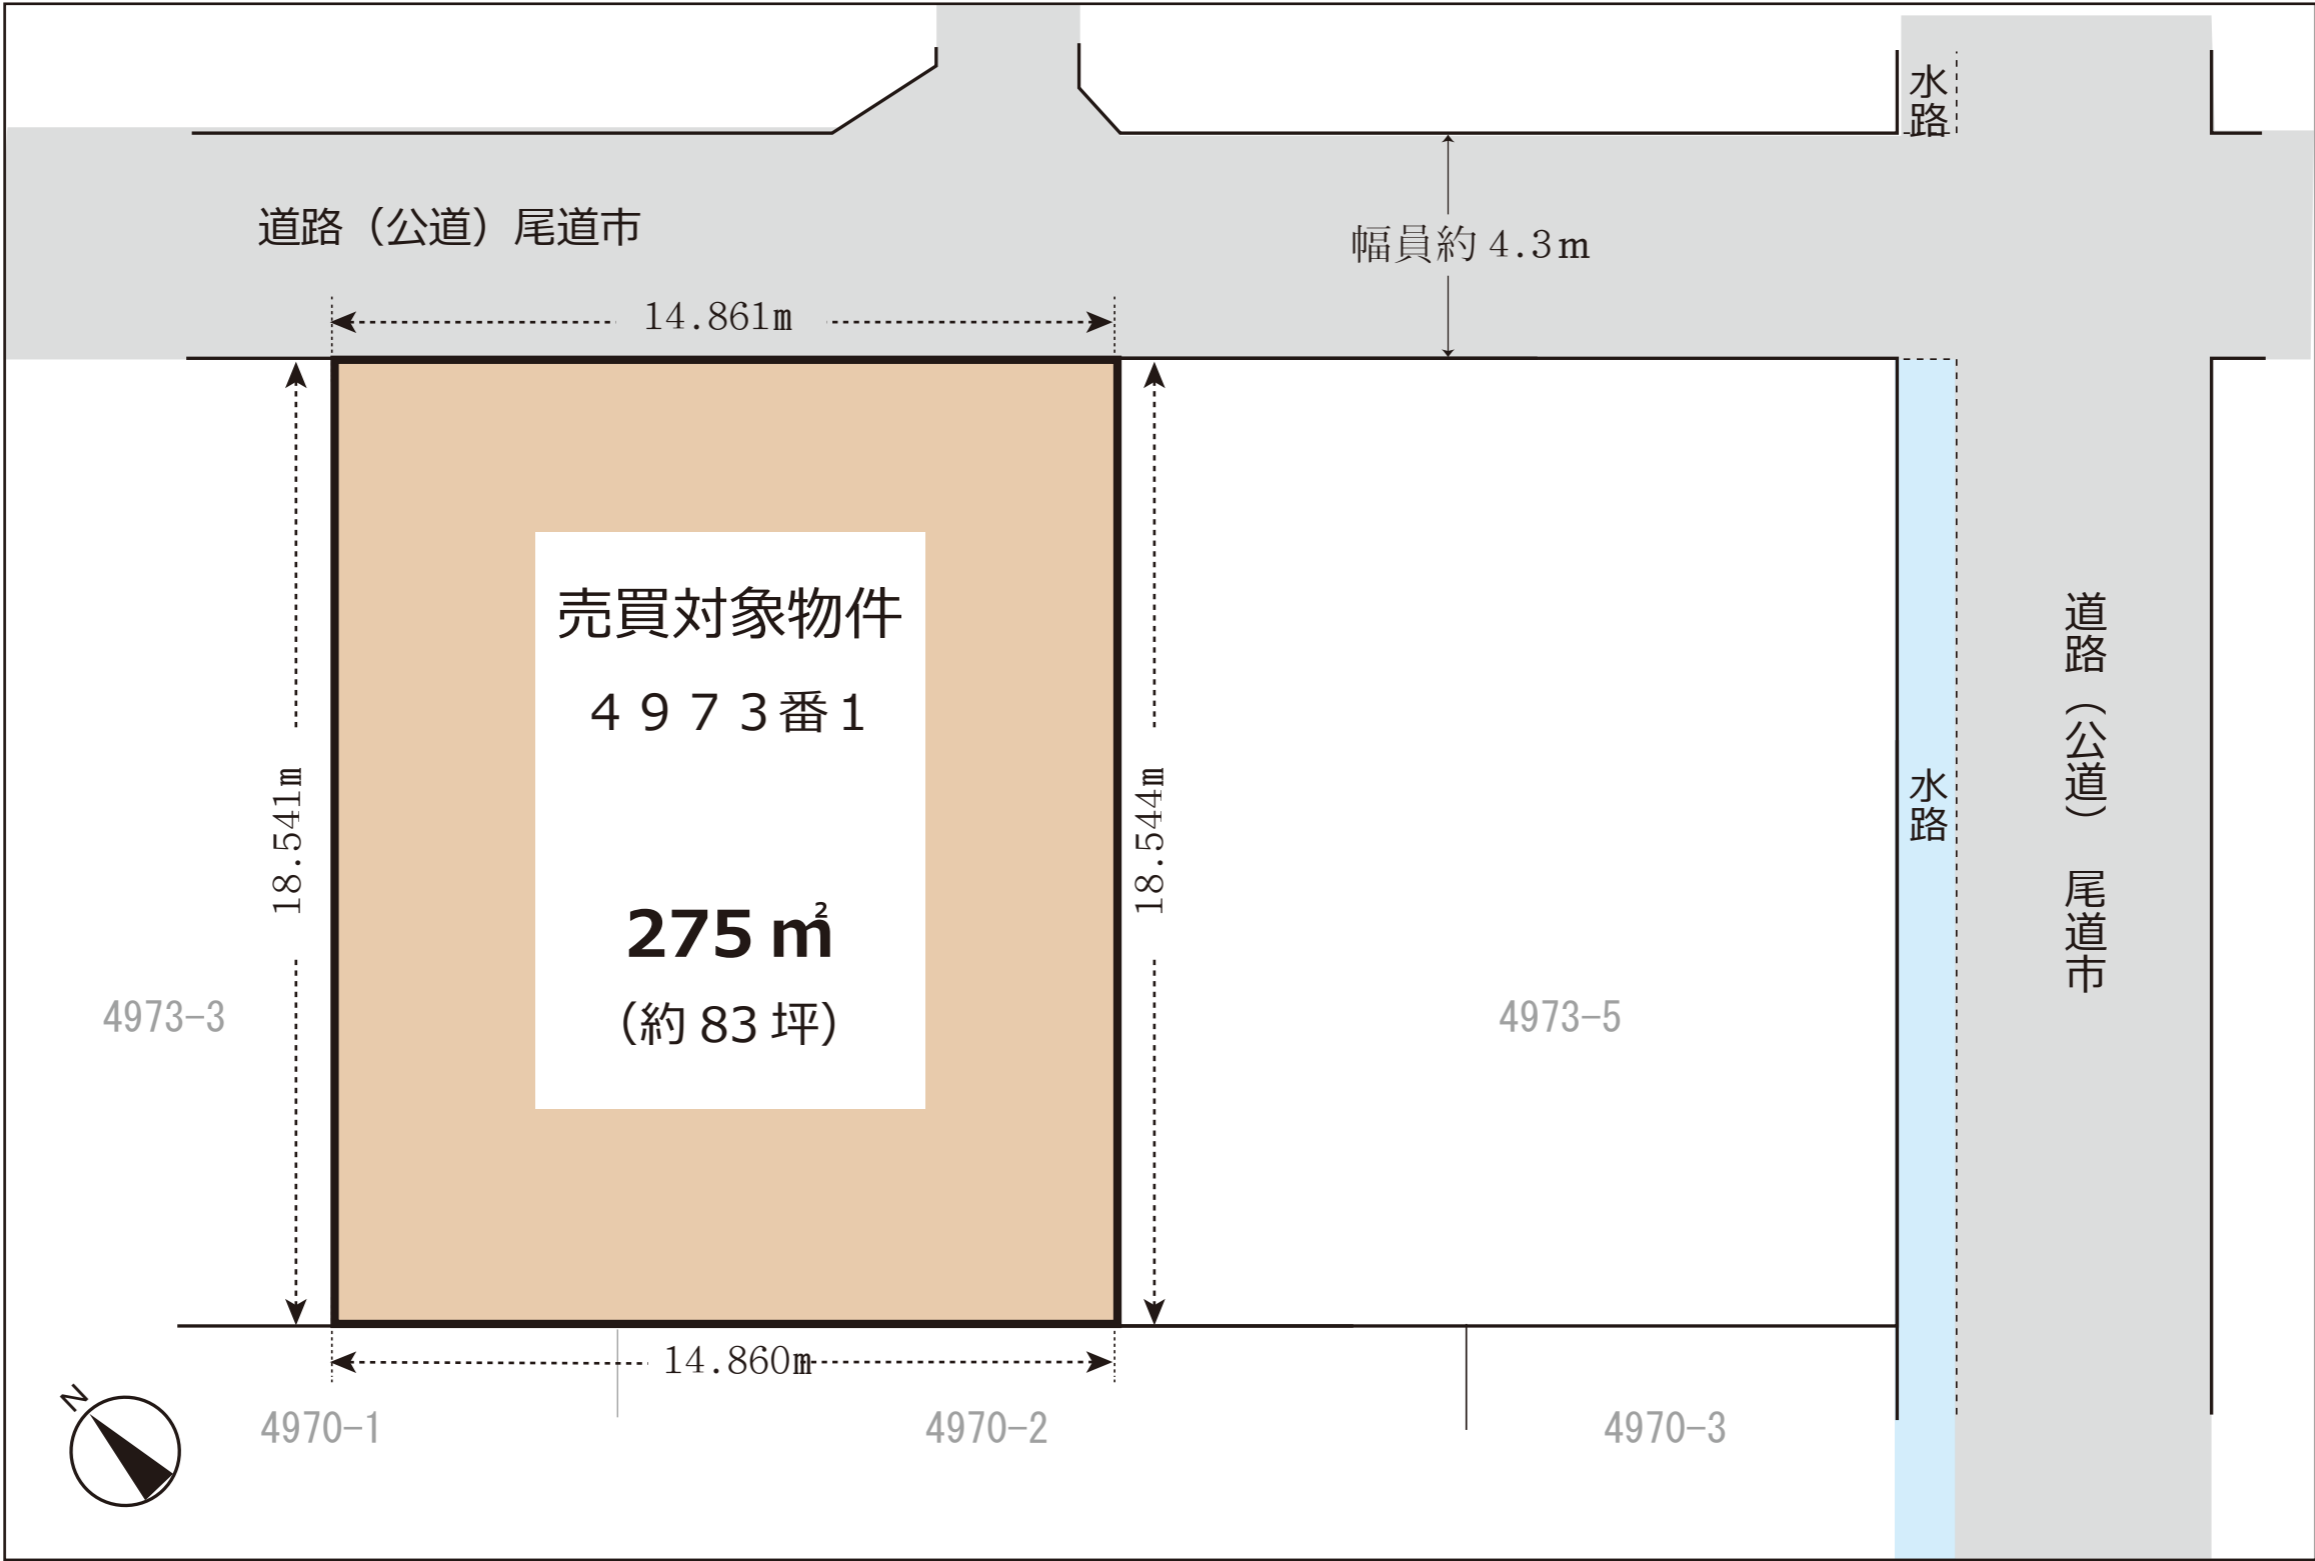 水路
道路（公道）尾道市
幅員約 4.3m
14.861m
売買対象物件
４９７３番１
18.541m
18.544m
275㎡
（約 83 坪）
水路
道路（公道）　尾道市
4973-3
4973-5
14.860m
N
4970-1
4970-2
4970-3